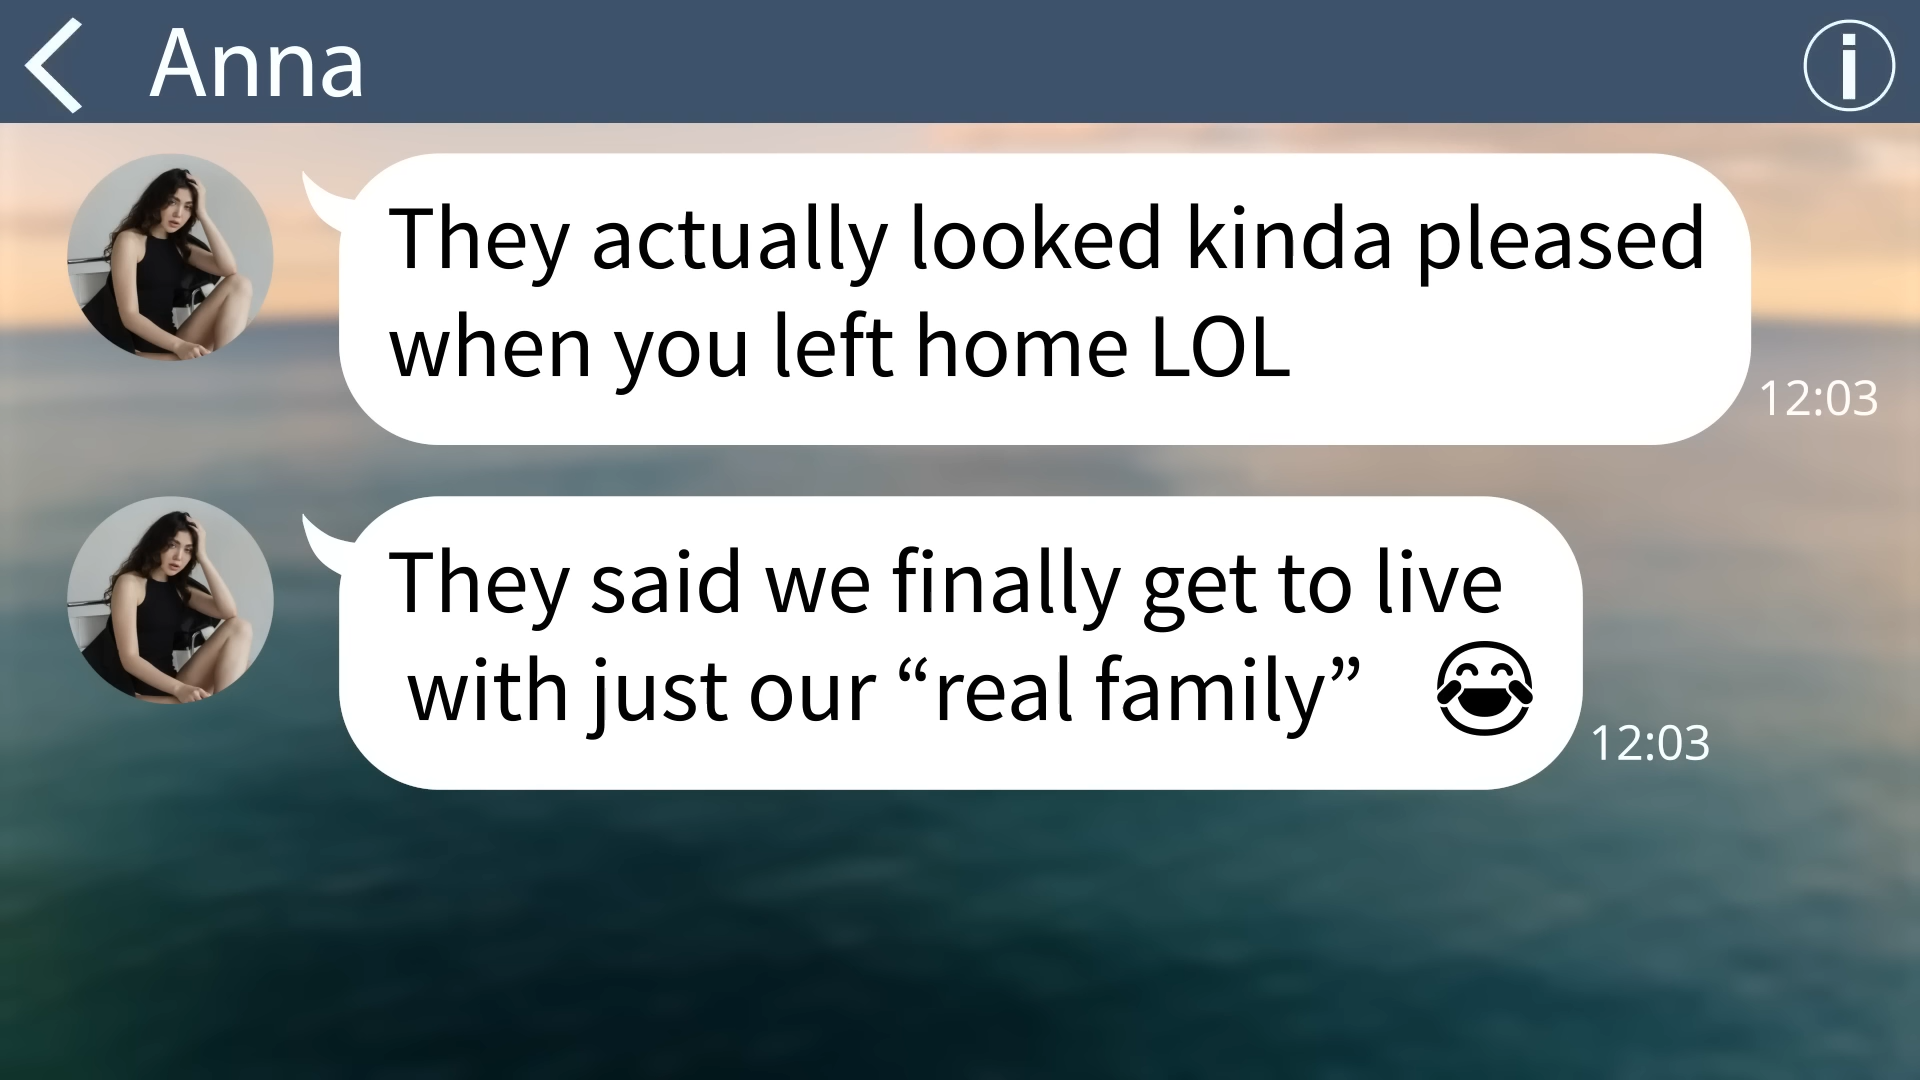 Anna
They actually looked kinda pleased
when you left home LOL
12:03
They said we finally get to live
with just our “real family” 😂
12:03